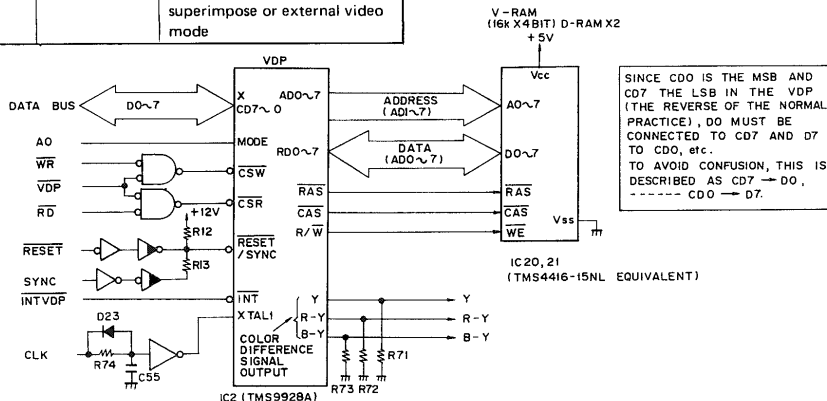 superimpose or external video
mode
V-RAM
(16k X4BIT) D-RAM X2
+5V
VDP
Vcc
DATA BUS
D0~7
X
CD7~0
AD0~7
ADDRESS
(AD1~7)
A0~7
A0
MODE
RD0~7
DATA
(AD0~7)
D0~7
WR
CSW
VDP
RD
CSR
RAS
RAS
+12V
CAS
CAS
R12
R/W
WE
Vss
RESET
RESET
/SYNC
R13
SYNC
IC20, 21
(TMS4416-15NL EQUIVALENT)
INTVDP
INT
Y
Y
XTAL1
R-Y
R-Y
B-Y
B-Y
D23
COLOR
DIFFERENCE
SIGNAL
OUTPUT
CLK
R74
C55
R71
R73
R72
IC2 (TMS9928A)
SINCE CD0 IS THE MSB AND
CD7 THE LSB IN THE VDP
(THE REVERSE OF THE NORMAL
PRACTICE), D0 MUST BE
CONNECTED TO CD7 AND D7
TO CD0, etc.
TO AVOID CONFUSION, THIS IS
DESCRIBED AS CD7 → D0,
------ CD0 → D7.